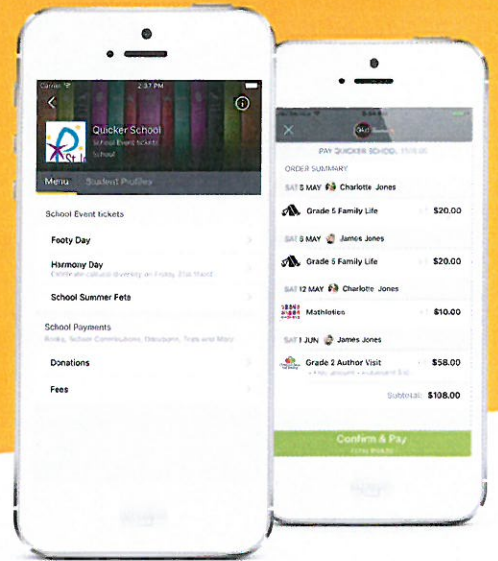 2:37 PM
Quicker School
School Event tickets
School
Menu Student Profiles
School Event tickets
Footy Day
Harmony Day
School Summer Fete
School Payments
Donations
Fees
PAY QUICKER SCHOOL
ORDER SUMMARY
SAT 5 MAY Charlotte Jones
Grade 5 Family Life $20.00
SAT 5 MAY James Jones
Grade 5 Family Life $20.00
SAT 12 MAY Charlotte Jones
Mathletics $10.00
SAT 1 JUN James Jones
Grade 2 Author Visit $58.00
Subtotal: $108.00
Confirm & Pay